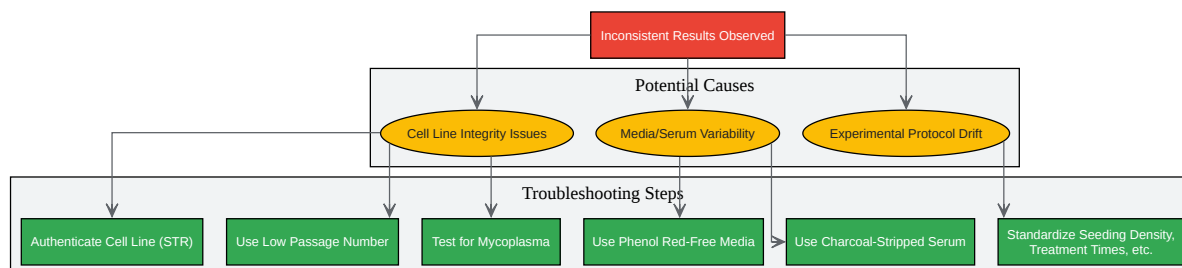 Inconsistent Results Observed
Potential Causes
Cell Line Integrity Issues
Media/Serum Variability
Experimental Protocol Drift
Troubleshooting Steps
Authenticate Cell Line (STR)
Use Low Passage Number
Test for Mycoplasma
Use Phenol Red-Free Media
Use Charcoal-Stripped Serum
Standardize Seeding Density,
Treatment Times, etc.